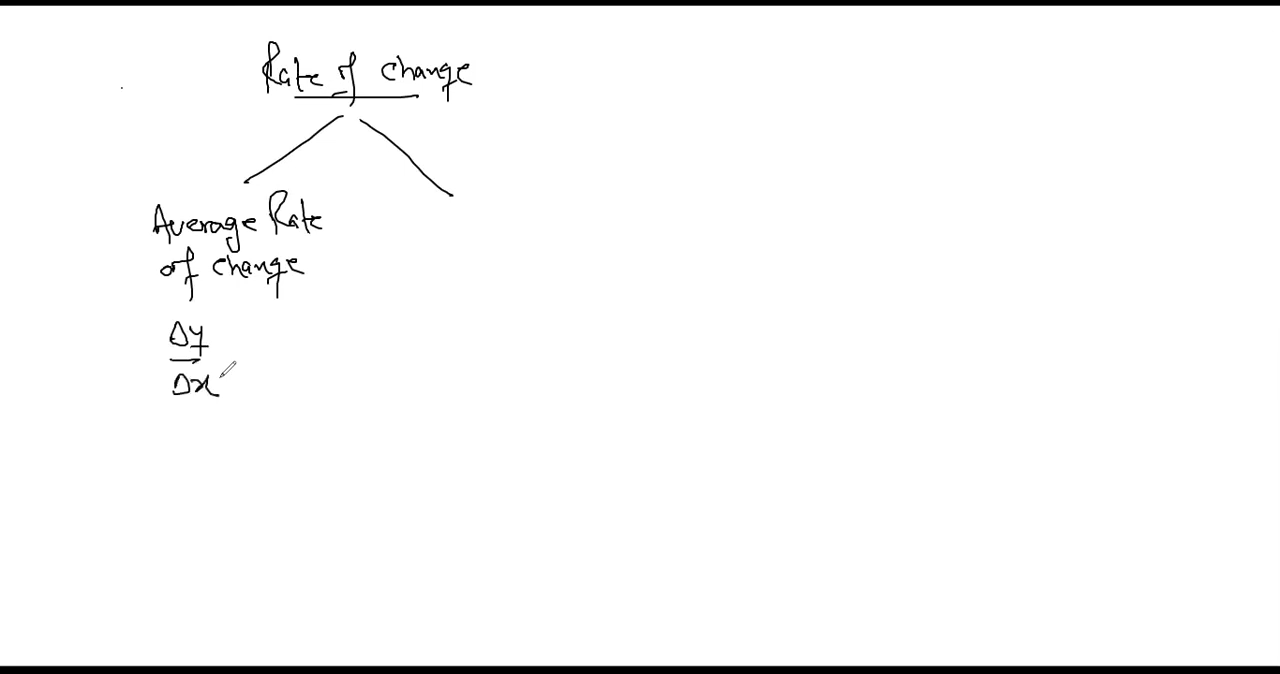 Rate of change
Average Rate
of change
Δy
Δx